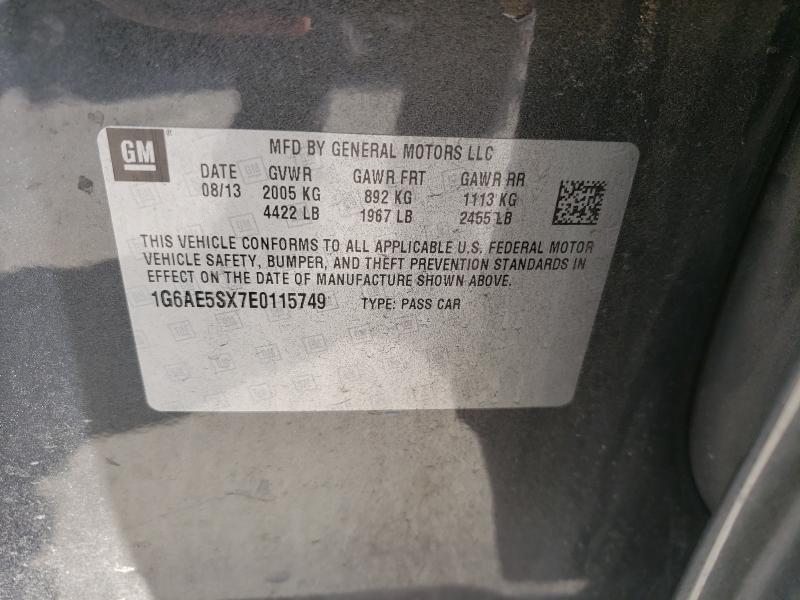 GM
MFD BY GENERAL MOTORS LLC
DATE GVWR GAWR FRT GAWR RR
08/13 2005 KG 892 KG 1113 KG
4422 LB 1967 LB 2455 LB
THIS VEHICLE CONFORMS TO ALL APPLICABLE U.S. FEDERAL MOTOR
VEHICLE SAFETY, BUMPER, AND THEFT PREVENTION STANDARDS IN
EFFECT ON THE DATE OF MANUFACTURE SHOWN ABOVE.
1G6AE5SX7E0115749 TYPE: PASS CAR